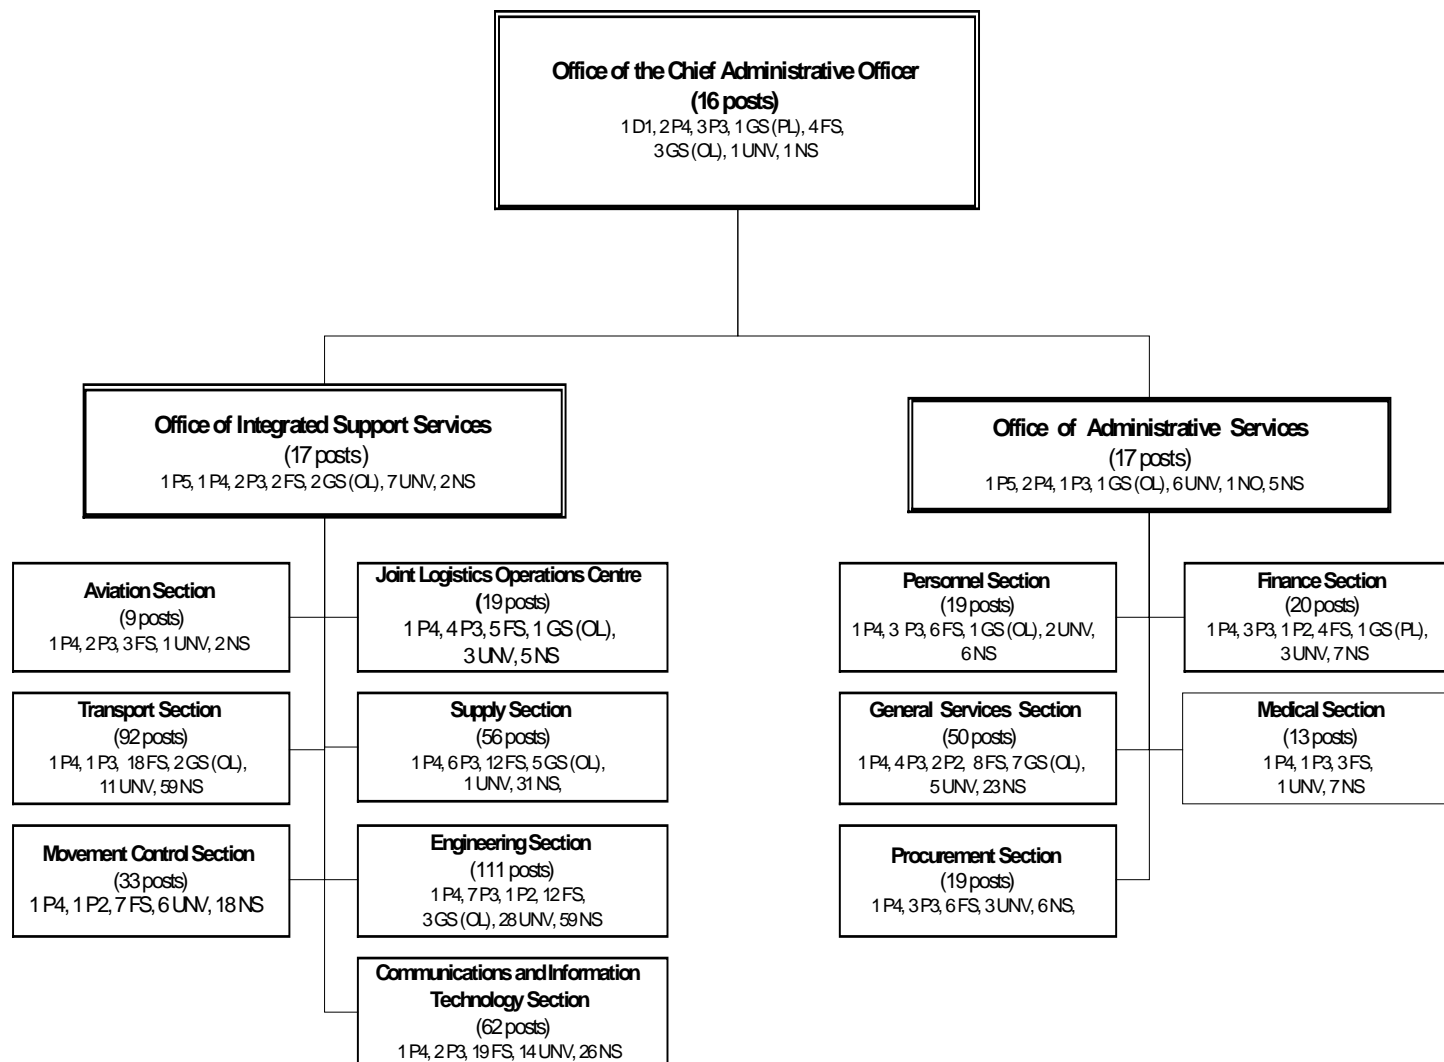 Office of the Chief Administrative Officer
(16 posts)
1 D1, 2 P4, 3 P3, 1 GS (PL), 4 FS,
3 GS (OL), 1 UNV, 1 NS
Office of Integrated Support Services
(17 posts)
1 P5, 1 P4, 2 P3, 2 FS, 2 GS (OL), 7 UNV, 2 NS
Office of Administrative Services
(17 posts)
1 P5, 2 P4, 1 P3, 1 GS (OL), 6 UNV, 1 NO, 5 NS
Aviation Section
(9 posts)
1 P4, 2 P3, 3 FS, 1 UNV, 2 NS
Joint Logistics Operations Centre
(19 posts)
1 P4, 4 P3, 5 FS, 1 GS (OL),
3 UNV, 5 NS
Personnel Section
(19 posts)
1 P4, 3 P3, 6 FS, 1 GS (OL), 2 UNV,
6 NS
Finance Section
(20 posts)
1 P4, 3 P3, 1 P2, 4 FS, 1 GS (PL),
3 UNV, 7 NS
Transport Section
(92 posts)
1 P4, 1 P3, 18 FS, 2 GS (OL),
11 UNV, 59 NS
Supply Section
(56 posts)
1 P4, 6 P3, 12 FS, 5 GS (OL),
1 UNV, 31 NS,
General Services Section
(50 posts)
1 P4, 4 P3, 2 P2, 8 FS, 7 GS (OL),
5 UNV, 23 NS
Medical Section
(13 posts)
1 P4, 1 P3, 3 FS,
1 UNV, 7 NS
Movement Control Section
(33 posts)
1 P4, 1 P2, 7 FS, 6 UNV, 18 NS
Engineering Section
(111 posts)
1 P4, 7 P3, 1 P2, 12 FS,
3 GS (OL), 28 UNV, 59 NS
Procurement Section
(19 posts)
1 P4, 3 P3, 6 FS, 3 UNV, 6 NS,
Communications and Information
Technology Section
(62 posts)
1 P4, 2 P3, 19 FS, 14 UNV, 26 NS